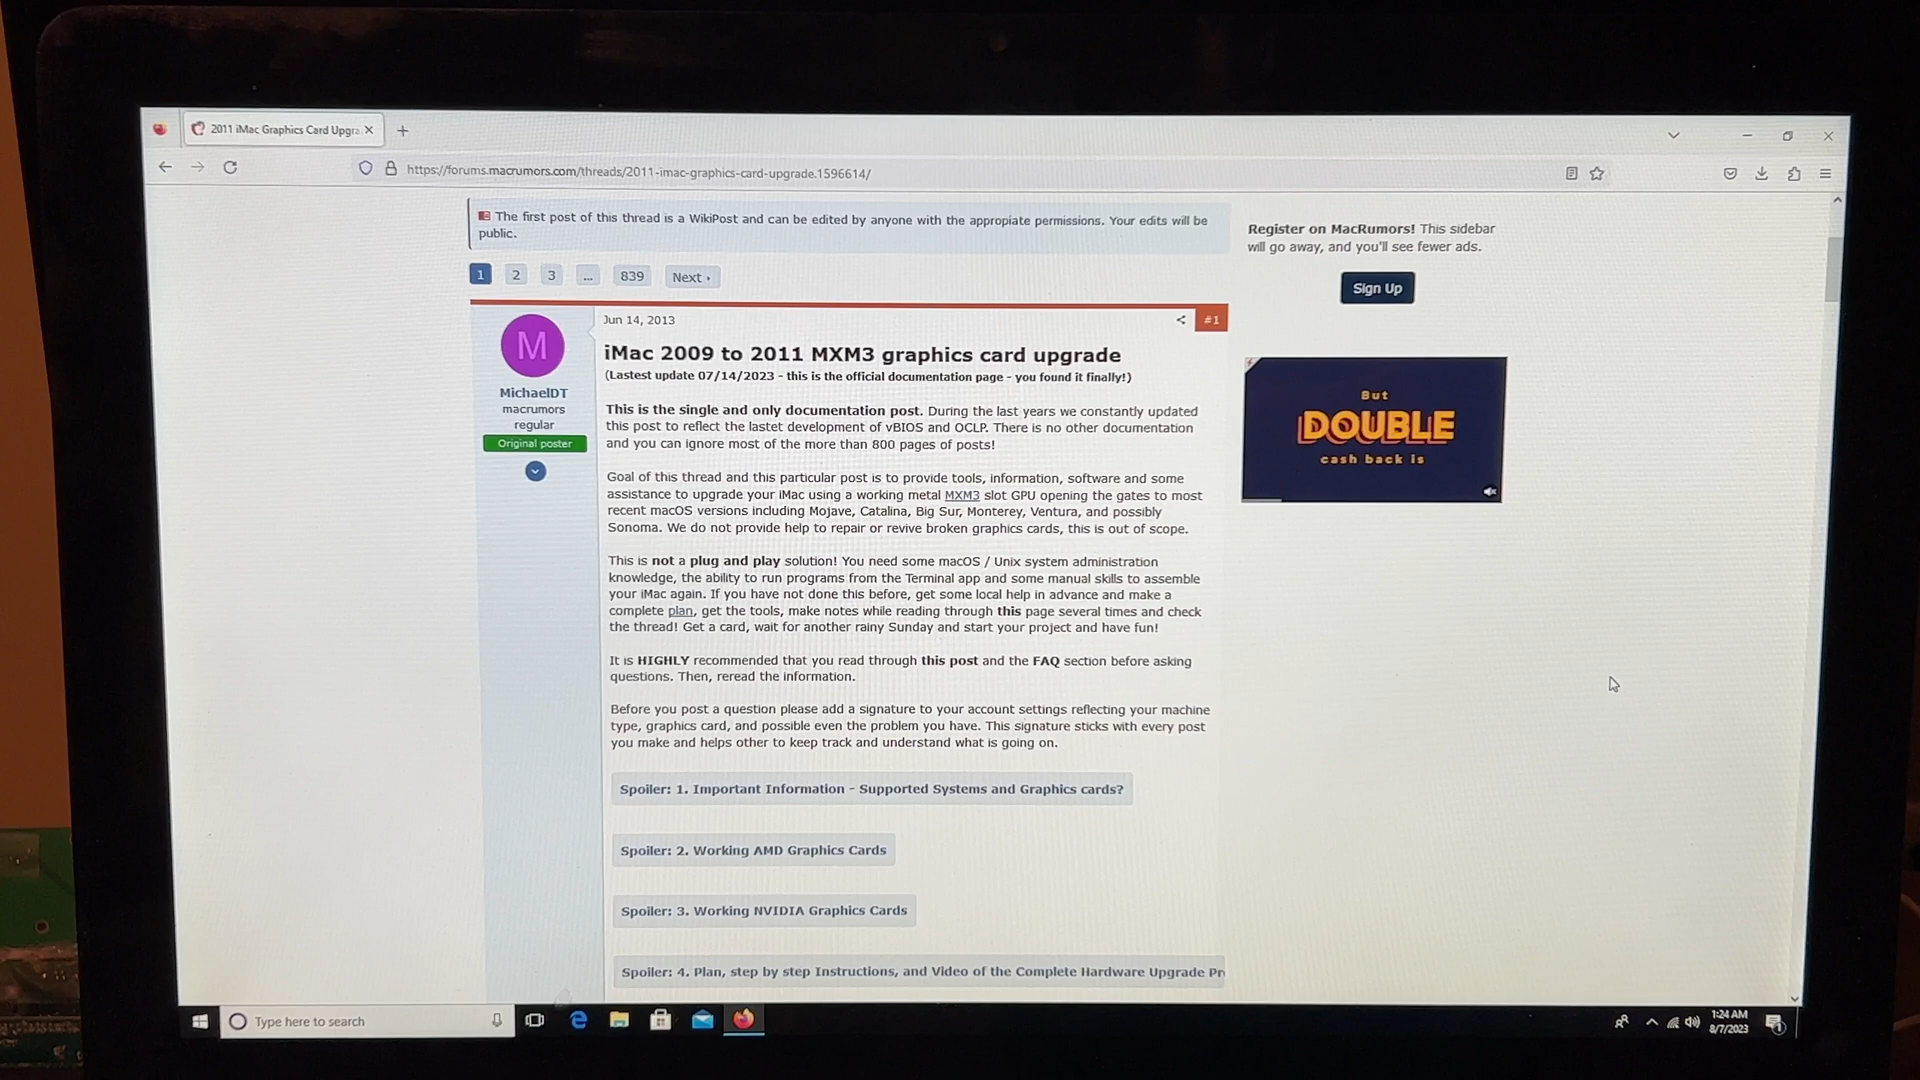 2011 iMac Graphics Card Upgra
https://forums.macrumors.com/threads/2011-imac-graphics-card-upgrade.1596614/
The first post of this thread is a WikiPost and can be edited by anyone with the appropiate permissions. Your edits will be
public.
1 2 3 ... 839 Next
Register on MacRumors! This sidebar
will go away, and you'll see fewer ads.
Sign Up
M
MichaelDT
macrumors
regular
Original poster
Jun 14, 2013
#1
iMac 2009 to 2011 MXM3 graphics card upgrade
(Lastest update 07/14/2023 - this is the official documentation page - you found it finally!)
This is the single and only documentation post. During the last years we constantly updated
this post to reflect the lastet development of vBIOS and OCLP. There is no other documentation
and you can ignore most of the more than 800 pages of posts!
Goal of this thread and this particular post is to provide tools, information, software and some
assistance to upgrade your iMac using a working metal MXM3 slot GPU opening the gates to most
recent macOS versions including Mojave, Catalina, Big Sur, Monterey, Ventura, and possibly
Sonoma. We do not provide help to repair or revive broken graphics cards, this is out of scope.
This is not a plug and play solution! You need some macOS / Unix system administration
knowledge, the ability to run programs from the Terminal app and some manual skills to assemble
your iMac again. If you have not done this before, get some local help in advance and make a
complete plan, get the tools, make notes while reading through this page several times and check
the thread! Get a card, wait for another rainy Sunday and start your project and have fun!
It is HIGHLY recommended that you read through this post and the FAQ section before asking
questions. Then, reread the information.
Before you post a question please add a signature to your account settings reflecting your machine
type, graphics card, and possible even the problem you have. This signature sticks with every post
you make and helps other to keep track and understand what is going on.
Spoiler: 1. Important Information - Supported Systems and Graphics cards?
Spoiler: 2. Working AMD Graphics Cards
Spoiler: 3. Working NVIDIA Graphics Cards
Spoiler: 4. Plan, step by step Instructions, and Video of the Complete Hardware Upgrade Pr
But
DOUBLE
cash back is
Type here to search
1:24 AM
8/7/2023